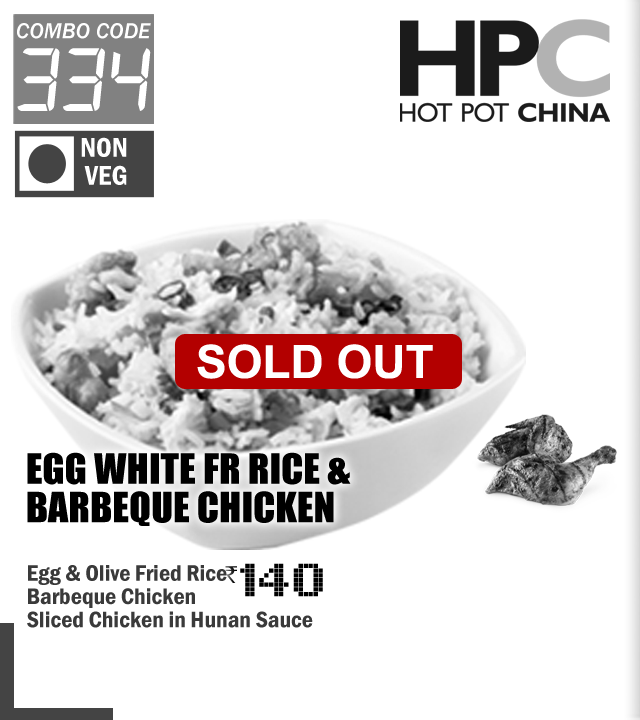 COMBO CODE
334
NON
VEG
HPC
HOT POT CHINA
SOLD OUT
EGG WHITE FR RICE &
BARBEQUE CHICKEN
Egg & Olive Fried Rice ₹140
Barbeque Chicken
Sliced Chicken in Hunan Sauce